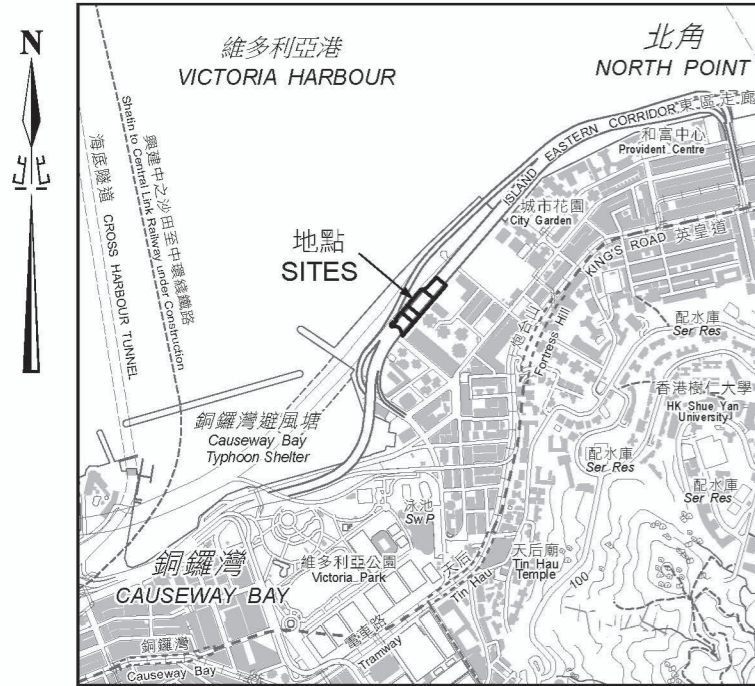 N
維多利亞港
VICTORIA HARBOUR
北角
NORTH POINT
海底隧道 CROSS HARBOUR TUNNEL
興建中之沙田至中環綫鐵路
Shatin to Central Link Railway under Construction
ISLAND EASTERN CORRIDOR 東區走廊
和富中心
Provident Centre
城市花園
City Garden
KING'S ROAD 英皇道
地點
SITES
炮台山
Fortress Hill
配水庫
Ser Res
香港樹仁大學
HK Shue Yan
University
配水庫
Ser Res
配水庫
Ser Res
銅鑼灣避風塘
Causeway Bay
Typhoon Shelter
泳池
Sw P
天后廟
Tin Hau
Temple
天后
Tin Hau
100
銅鑼灣
CAUSEWAY BAY
維多利亞公園
Victoria Park
電車路
Tramway
銅鑼灣
Causeway Bay